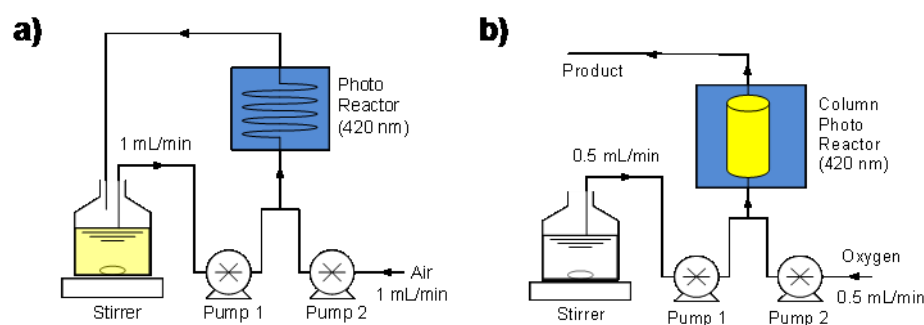 a)
Photo
Reactor
(420 nm)
1 mL/min
Air
1 mL/min
Stirrer
Pump 1
Pump 2
b)
Product
Column
Photo
Reactor
(420 nm)
0.5 mL/min
Oxygen
0.5 mL/min
Stirrer
Pump 1
Pump 2